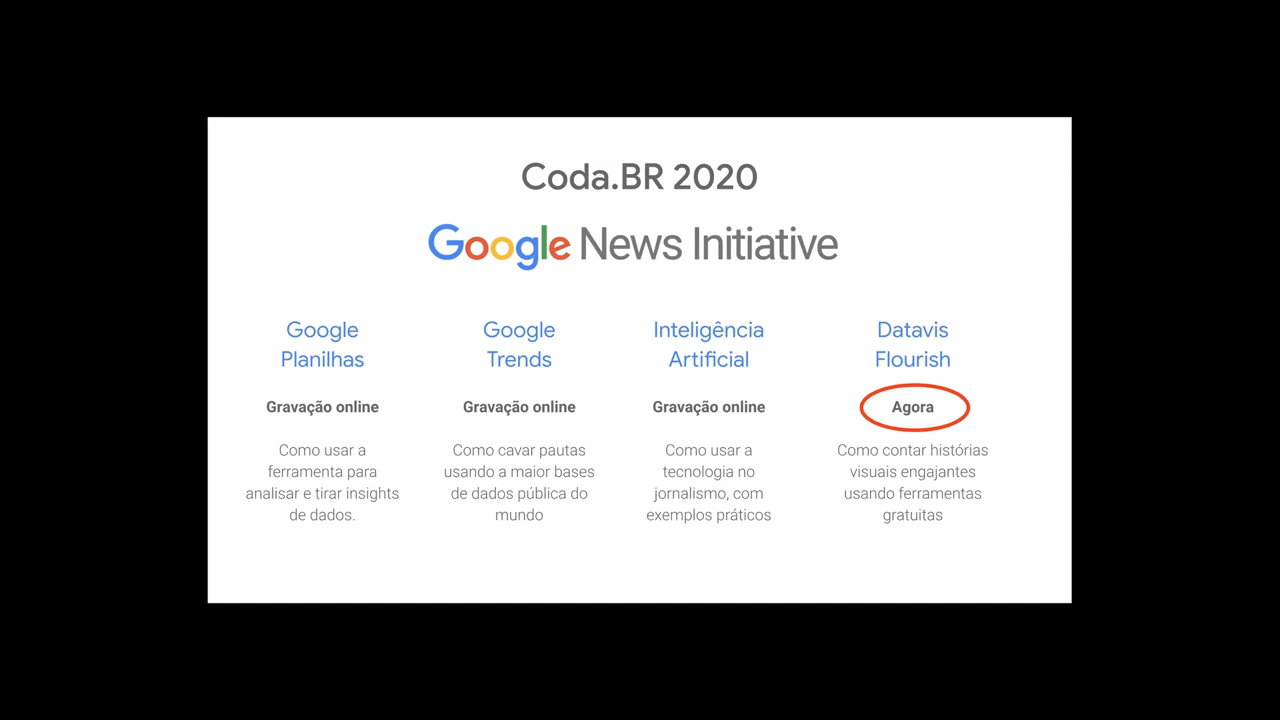 Coda.BR 2020
Google News Initiative
Google
Planilhas
Gravação online
Como usar a
ferramenta para
analisar e tirar insights
de dados.
Google
Trends
Gravação online
Como cavar pautas
usando a maior bases
de dados pública do
mundo
Inteligência
Artificial
Gravação online
Como usar a
tecnologia no
jornalismo, com
exemplos práticos
Datavis
Flourish
Agora
Como contar histórias
visuais engajantes
usando ferramentas
gratuitas